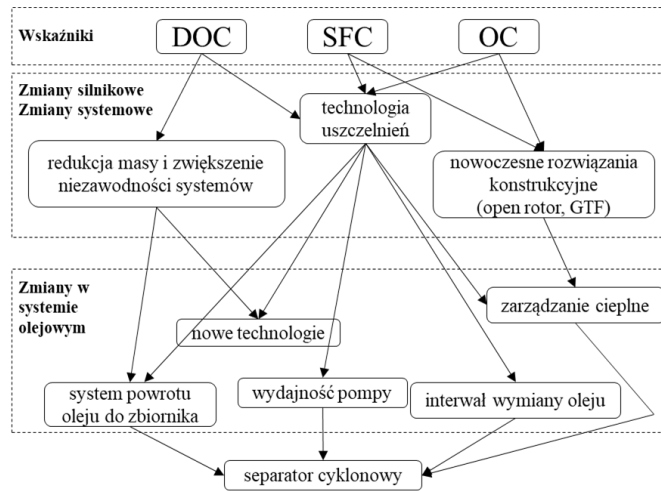 Wskaźniki
DOC
SFC
OC
Zmiany silnikowe
Zmiany systemowe
technologia
uszczelnień
redukcja masy i zwiększenie
niezawodności systemów
nowoczesne rozwiązania
konstrukcyjne
(open rotor, GTF)
Zmiany w
systemie
olejowym
zarządzanie cieplne
nowe technologie
system powrotu
oleju do zbiornika
wydajność pompy
interwał wymiany oleju
separator cyklonowy